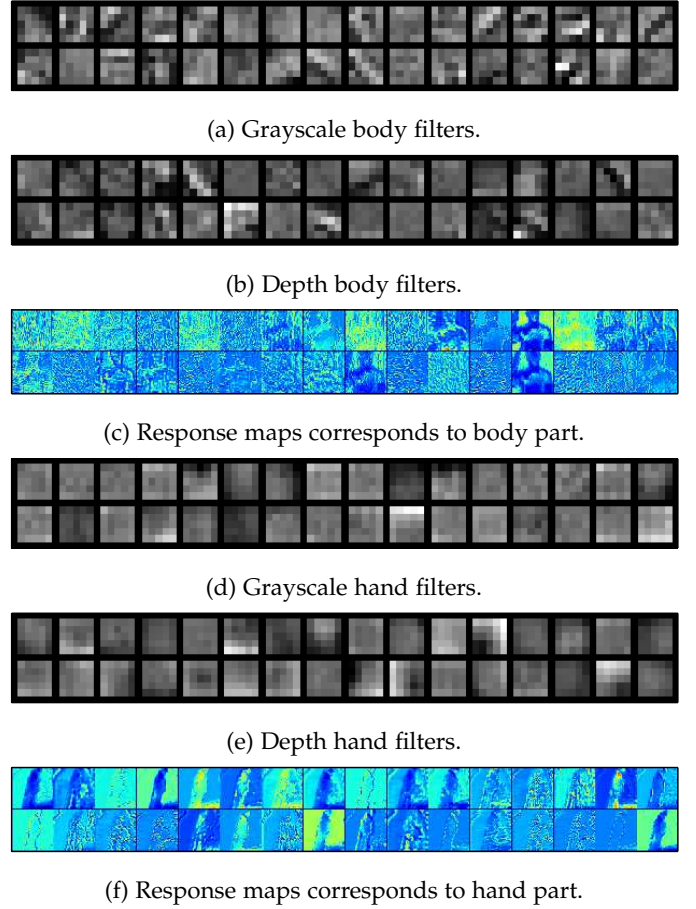 (a) Grayscale body filters.
(b) Depth body filters.
(c) Response maps corresponds to body part.
(d) Grayscale hand filters.
(e) Depth hand filters.
(f) Response maps corresponds to hand part.